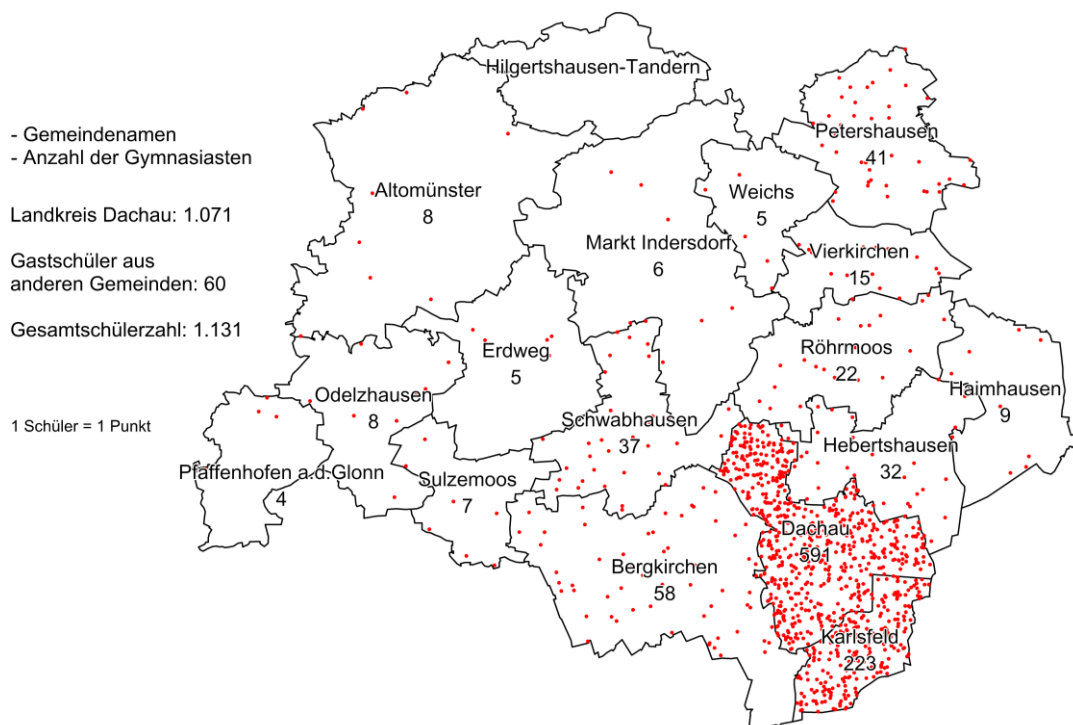 - Gemeindenamen
- Anzahl der Gymnasiasten
Landkreis Dachau: 1.071
Gastschüler aus
anderen Gemeinden: 60
Gesamtschülerzahl: 1.131
1 Schüler = 1 Punkt
Hilgertshausen-Tandern
Petershausen
41
Altomünster
8
Weichs
5
Markt Indersdorf
6
Vierkirchen
15
Erdweg
5
Röhrmoos
22
Haimhausen
9
Odelzhausen
8
Schwabhausen
37
Hebertshausen
32
Pfaffenhofen a.d.Glonn
4
Sulzemoos
7
Dachau
591
Bergkirchen
58
Karlsfeld
223